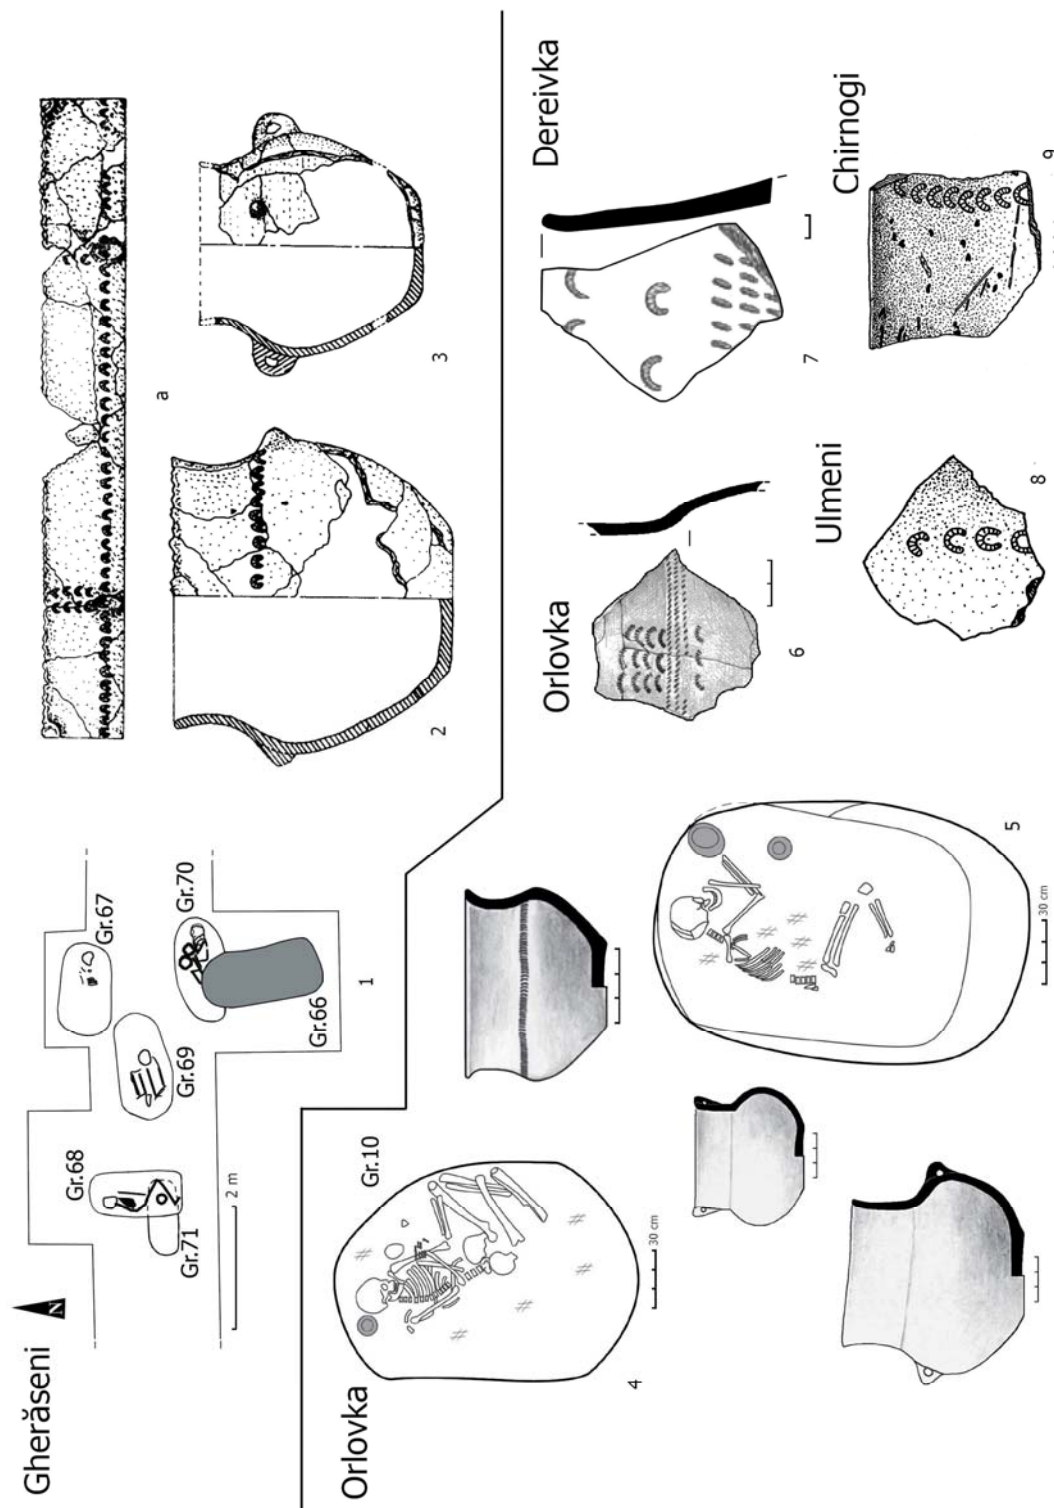 Gherăseni
N
Gr.68
Gr.71
Gr.69
Gr.67
Gr.70
Gr.66
2 m
1
a
2
3
Orlovka
Gr.10
30 cm
4
30 cm
5
Orlovka
6
Dereivka
7
Ulmeni
8
Chirnogi
9